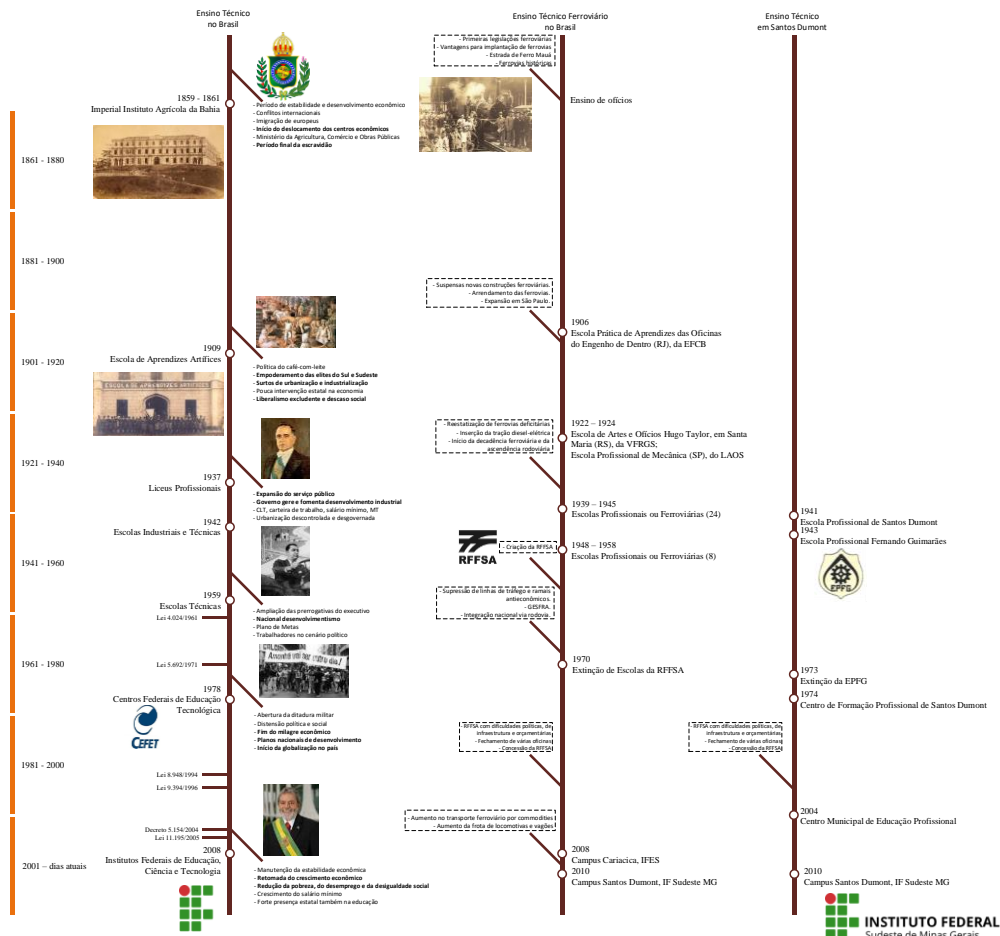 Ensino Técnico
no Brasil
1859 - 1861
Imperial Instituto Agrícola da Bahia
- Período de estabilidade e desenvolvimento econômico
- Conflitos internacionais
- Imigração de europeus
- Início do deslocamento dos centros econômicos
- Ministério da Agricultura, Comércio e Obras Públicas
- Período final da escravidão
1861 - 1880
1881 - 1900
1901 - 1920
1921 - 1940
1941 - 1960
1961 - 1980
1981 - 2000
2001 – dias atuais
1909
Escola de Aprendizes Artífices
ESCOLA DE APRENDIZES ARTIFICES
- Política do café-com-leite
- Empoderamento das elites do Sul e Sudeste
- Surtos de urbanização e industrialização
- Pouca intervenção estatal na economia
- Liberalismo excludente e descaso social
1937
Liceus Profissionais
- Expansão do serviço público
- Governo gere e fomenta desenvolvimento industrial
- CLT, carteira de trabalho, salário mínimo, MT
- Urbanização descontrolada e desgovernada
1942
Escolas Industriais e Técnicas
1959
Escolas Técnicas
Lei 4.024/1961
- Ampliação das prerrogativas do executivo
- Nacional desenvolvimentismo
- Plano de Metas
- Trabalhadores no cenário político
Lei 5.692/1971
1978
Centros Federais de Educação
Tecnológica
CEFET
- Abertura da ditadura militar
- Distensão política e social
- Fim do milagre econômico
- Planos nacionais de desenvolvimento
- Início da globalização no país
Lei 8.948/1994
Lei 9.394/1996
Decreto 5.154/2004
Lei 11.195/2005
2008
Institutos Federais de Educação,
Ciência e Tecnologia
- Manutenção da estabilidade econômica
- Retomada do crescimento econômico
- Redução da pobreza, do desemprego e da desigualdade social
- Crescimento do salário mínimo
- Forte presença estatal também na educação
Ensino Técnico Ferroviário
no Brasil
- Primeiras legislações ferroviárias
- Vantagens para implantação de ferrovias
- Estrada de Ferro Mauá
- Ferrovias históricas
Ensino de ofícios
- Suspensas novas construções ferroviárias.
- Arrendamento das ferrovias.
- Expansão em São Paulo.
1906
Escola Prática de Aprendizes das Oficinas
do Engenho de Dentro (RJ), da EFCB
- Reestatização de ferrovias deficitárias
- Inserção da tração diesel-elétrica
- Início da decadência ferroviária e da
ascendência rodoviária
1922 – 1924
Escola de Artes e Ofícios Hugo Taylor, em Santa
Maria (RS), da VFRGS;
Escola Profissional de Mecânica (SP), do LAOS
1939 – 1945
Escolas Profissionais ou Ferroviárias (24)
RFFSA
- Criação da RFFSA
1948 – 1958
Escolas Profissionais ou Ferroviárias (8)
- Supressão de linhas de tráfego e ramais
antieconômicos.
- GESFRA.
- Integração nacional via rodovia.
1970
Extinção de Escolas da RFFSA
- RFFSA com dificuldades políticas, de
infraestrutura e orçamentárias
- Fechamento de várias oficinas
- Concessão da RFFSA
- Aumento no transporte ferroviário por commodities
- Aumento da frota de locomotivas e vagões
2008
Campus Cariacica, IFES
2010
Campus Santos Dumont, IF Sudeste MG
Ensino Técnico
em Santos Dumont
1941
Escola Profissional de Santos Dumont
1943
Escola Profissional Fernando Guimarães
EPFG
1973
Extinção da EPFG
1974
Centro de Formação Profissional de Santos Dumont
- RFFSA com dificuldades políticas, de
infraestrutura e orçamentárias
- Fechamento de várias oficinas
- Concessão da RFFSA
2004
Centro Municipal de Educação Profissional
2010
Campus Santos Dumont, IF Sudeste MG
INSTITUTO FEDERAL
Sudeste de Minas Gerais